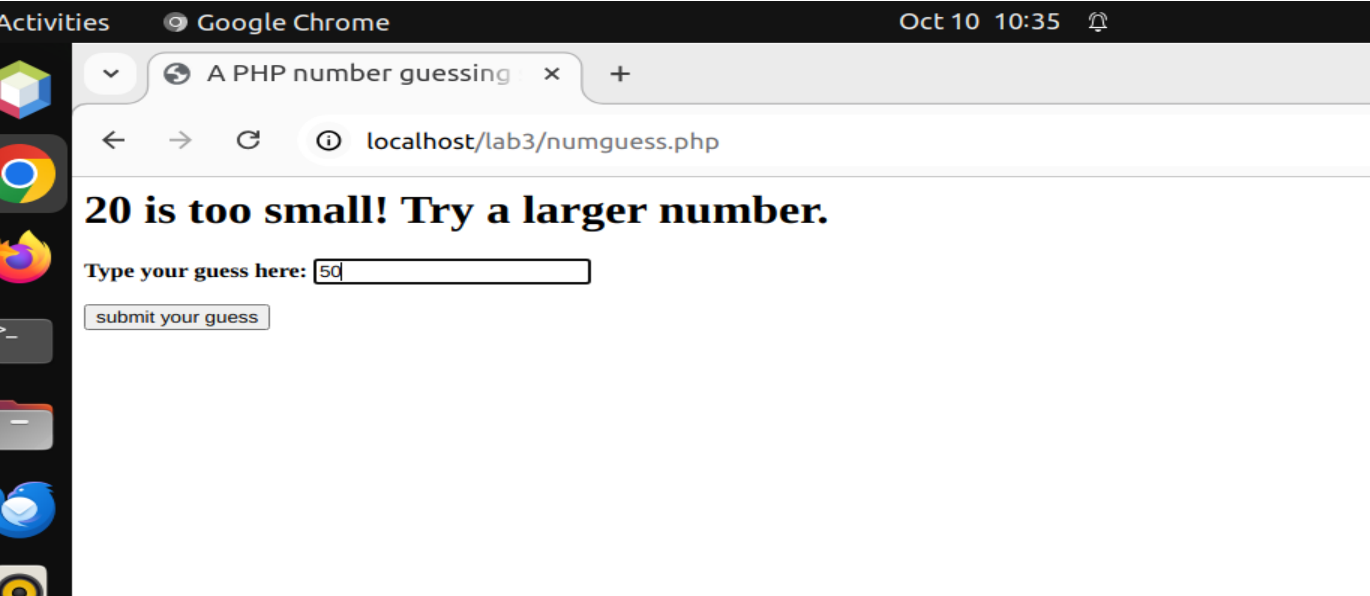 Activities Google Chrome Oct 10 10:35
A PHP number guessing
localhost/lab3/numguess.php
20 is too small! Try a larger number.
Type your guess here: 50
submit your guess
>_